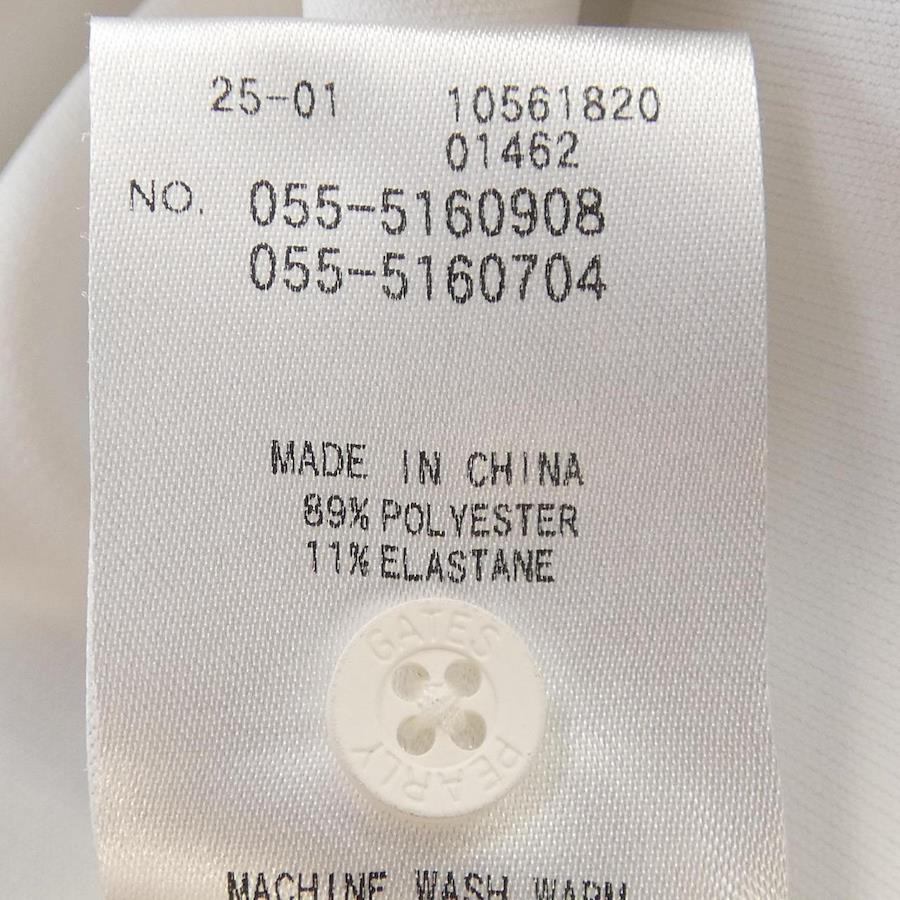 25-01 10561820
01462
NO. 055-5160908
055-5160704
MADE IN CHINA
89% POLYESTER
11% ELASTANE
GATES
PEARLY
MACHINE WASH WARM